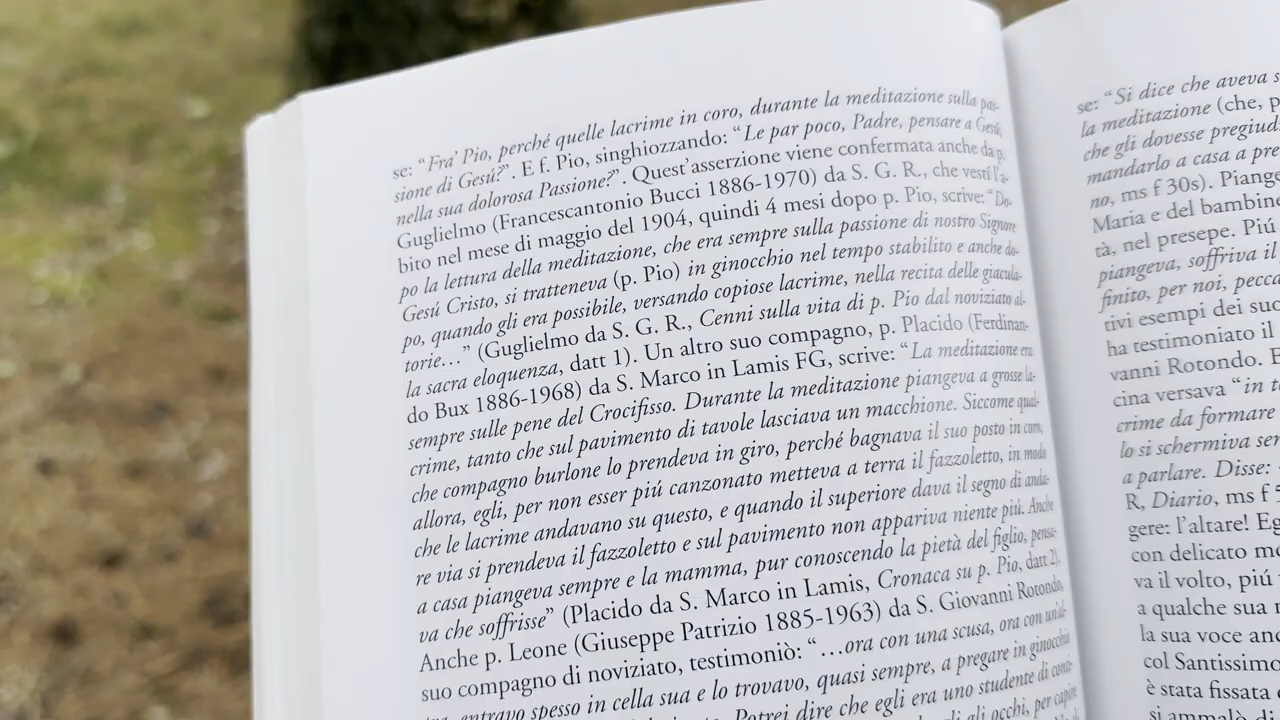 se: “Fra’ Pio, perché quelle lacrime in coro, durante la meditazione sulla pas-
sione di Gesú?”. E f. Pio, singhiozzando: “Le par poco, Padre, pensare a Gesú,
nella sua dolorosa Passione?”. Quest’asserzione viene confermata anche da p.
Guglielmo (Francescantonio Bucci 1886-1970) da S. G. R., che vestí l’a-
bito nel mese di maggio del 1904, quindi 4 mesi dopo p. Pio, scrive: “Do-
po la lettura della meditazione, che era sempre sulla passione di nostro Signore
Gesú Cristo, si tratteneva (p. Pio) in ginocchio nel tempo stabilito e anche do-
po, quando gli era possibile, versando copiose lacrime, nella recita delle giacula-
torie…” (Guglielmo da S. G. R., Cenni sulla vita di p. Pio dal noviziato al-
la sacra eloquenza, datt 1). Un altro suo compagno, p. Placido (Ferdinan-
do Bux 1886-1968) da S. Marco in Lamis FG, scrive: “La meditazione era
sempre sulle pene del Crocifisso. Durante la meditazione piangeva a grosse la-
crime, tanto che sul pavimento di tavole lasciava un macchione. Siccome qual-
che compagno burlone lo prendeva in giro, perché bagnava il suo posto in coro,
allora, egli, per non esser piú canzonato metteva a terra il fazzoletto, in modo
che le lacrime andavano su questo, e quando il superiore dava il segno di anda-
re via si prendeva il fazzoletto e sul pavimento non appariva niente piú. Anche
a casa piangeva sempre e la mamma, pur conoscendo la pietà del figlio, pensa-
va che soffrisse” (Placido da S. Marco in Lamis, Cronaca su p. Pio, datt 2).
Anche p. Leone (Giuseppe Patrizio 1885-1963) da S. Giovanni Rotondo,
suo compagno di noviziato, testimoniò: “…ora con una scusa, ora con un’al-
tra, entravo spesso in cella sua e lo trovavo, quasi sempre, a pregare in ginocchio
Potrei dire che egli era uno studente di conti-
gli occhi, per capire
se: “Si dice che aveva s
la meditazione (che, p
che gli dovesse pregiud
mandarlo a casa a pre
no, ms f 30s). Piange
Maria e del bambino
tà, nel presepe. Piú
piangeva, soffriva il
finito, per noi, pecca
tivi esempi dei suo
ha testimoniato il
vanni Rotondo. E
cina versava “in t
crime da formare
lo si schermiva ser
a parlare. Disse:
R, Diario, ms f 5
gere: l’altare! Eg
con delicato mo
va il volto, piú
a qualche sua
la sua voce anc
col Santissimo
è stata fissata
si ammalò di